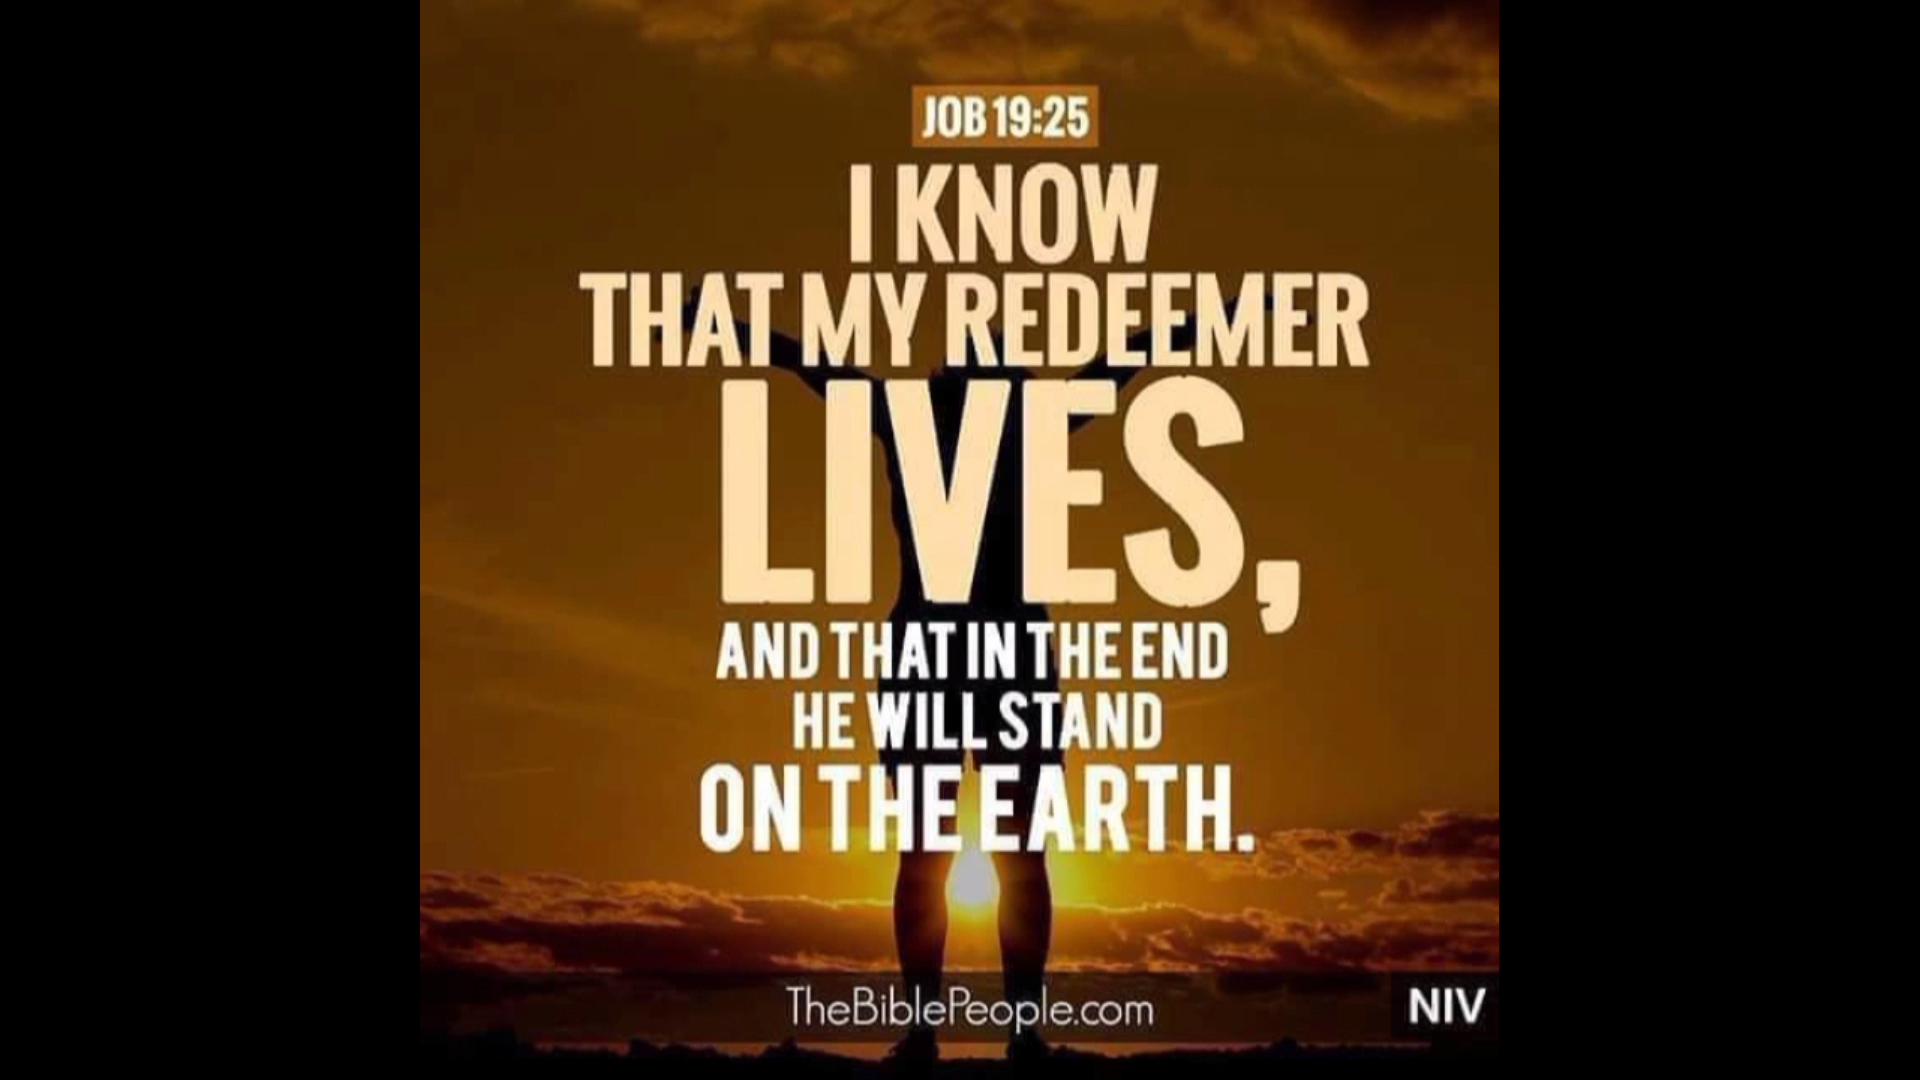 JOB 19:25
I KNOW
THAT MY REDEEMER
LIVES,
AND THAT IN THE END
HE WILL STAND
ON THE EARTH.
TheBiblePeople.com
NIV